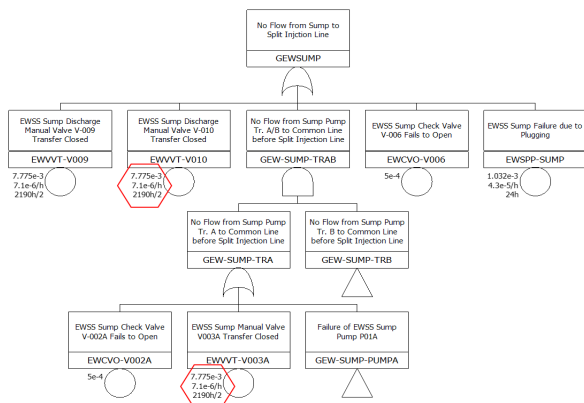 No Flow from Sump to
Split Injction Line
GEWSUMP
EWSS Sump Discharge
Manual Valve V-009
Transfer Closed
EWVVT-V009
7.775e-3
7.1e-6/h
2190h/2
EWSS Sump Discharge
Manual Valve V-010
Transfer Closed
EWVVT-V010
7.775e-3
7.1e-6/h
2190h/2
No Flow from Sump Pump
Tr. A/B to Common Line
before Split Injection Line
GEW-SUMP-TRAB
EWSS Sump Check Valve
V-006 Fails to Open
EWCVO-V006
5e-4
EWSS Sump Failure due to
Plugging
EWSPP-SUMP
1.032e-3
4.3e-5/h
24h
No Flow from Sump Pump
Tr. A to Common Line
before Split Injection Line
GEW-SUMP-TRA
No Flow from Sump Pump
Tr. B to Common Line
before Split Injection Line
GEW-SUMP-TRB
EWSS Sump Check Valve
V-002A Fails to Open
EWCVO-V002A
5e-4
EWSS Sump Manual Valve
V003A Transfer Closed
EWVVT-V003A
7.775e-3
7.1e-6/h
2190h/2
Failure of EWSS Sump
Pump P01A
GEW-SUMP-PUMPA